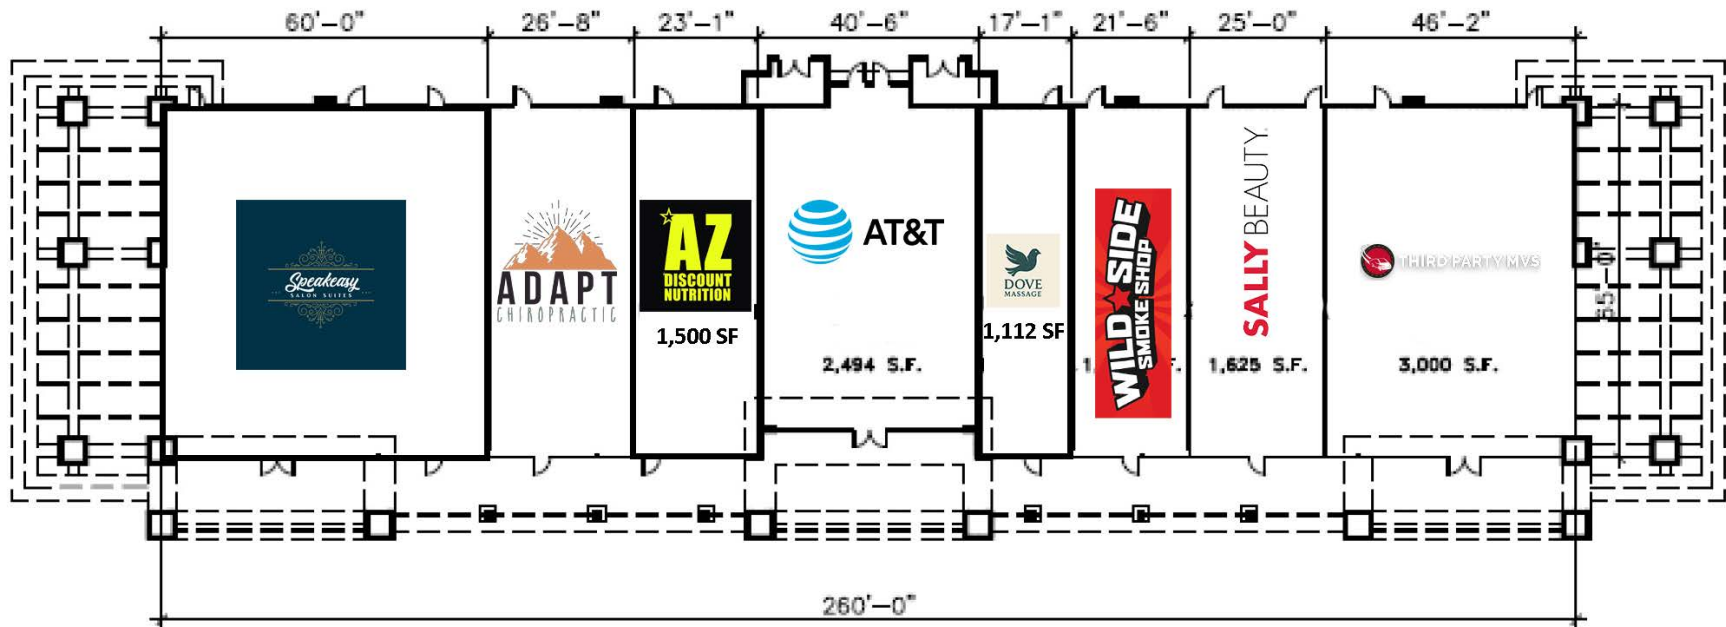 60'-0" 26'-8" 23'-1" 40'-6" 17'-1" 21'-6" 25'-0" 46'-2"
Speakeasy
SALON SUITES
ADAPT
CHIROPRACTIC
AZ
DISCOUNT
NUTRITION
1,500 SF
AT&T
2,494 S.F.
DOVE
MASSAGE
1,112 SF
WILD SIDE
SMOKE SHOP
SALLY BEAUTY
1,625 S.F.
THIRD PARTY MVS
3,000 S.F.
65'-0"
260'-0"